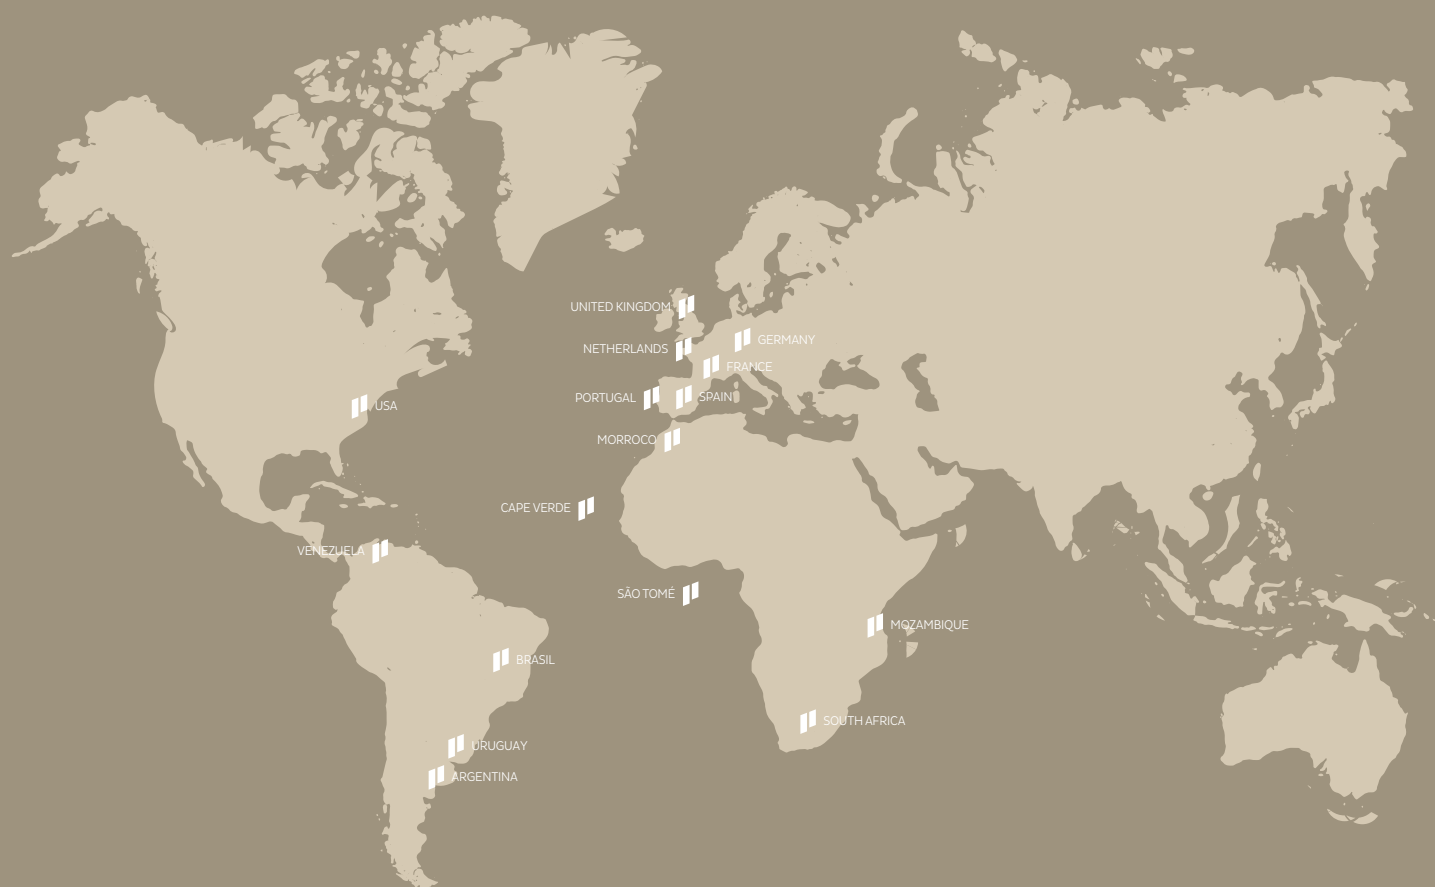 UNITED KINGDOM
GERMANY
NETHERLANDS
FRANCE
PORTUGAL
SPAIN
USA
MORROCO
CAPE VERDE
VENEZUELA
SÃO TOMÉ
MOZAMBIQUE
BRASIL
SOUTH AFRICA
URUGUAY
ARGENTINA